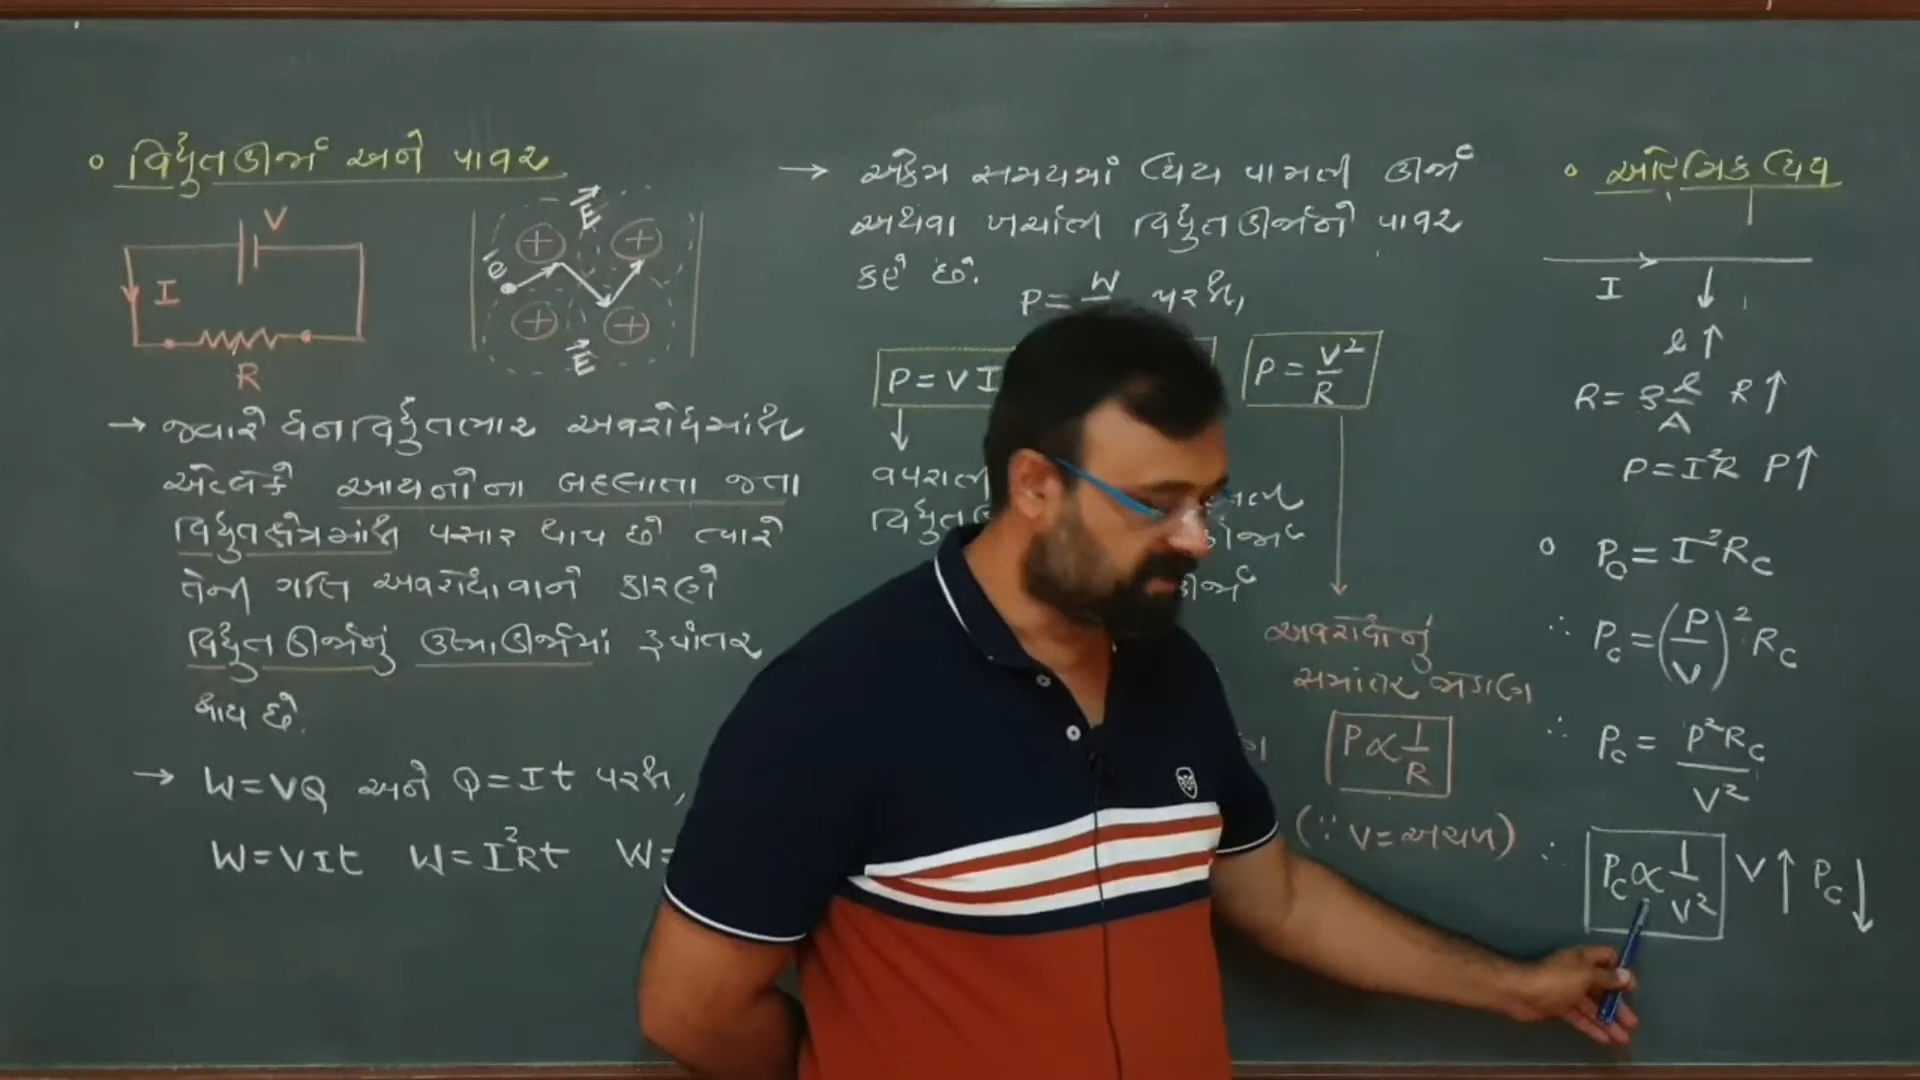 ° વિદ્યુતઊર્જા અને પાવર
V
I
R
E
e
+ + + +
E
→ જ્યારે ધન વિદ્યુતભાર અવરોધમાંથી
એટલેકે આયનોના બદલાતા જતા
વિદ્યુતક્ષેત્રમાંથી પસાર થાય છે ત્યારે
તેની ગતિ અવરોધાવાને કારણે
વિદ્યુત ઊર્જાનું ઉષ્માઊર્જામાં રૂપાંતર
થાય છે.
→ W=VQ અને Q=It પરથી,
W=VIt W=I²Rt W=
→ એકમ સમયમાં વ્યય પામતી ઊર્જા
અથવા ખર્ચાતી વિદ્યુતઊર્જાને પાવર
કહે છે.
P=W પરથી,
P=VI
P=V²/R
અવરોધોનું
સમાંતર જોડાણ
P∝1/R
(∵ V=અચળ)
° ઓહ્મિક વ્યય
I
l↑
R=ρl/A R↑
P=I²R P↑
° Pc=I²Rc
∴ Pc=(P/V)²Rc
∴ Pc=P²Rc/V²
∴ Pc∝1/V² V↑ Pc↓